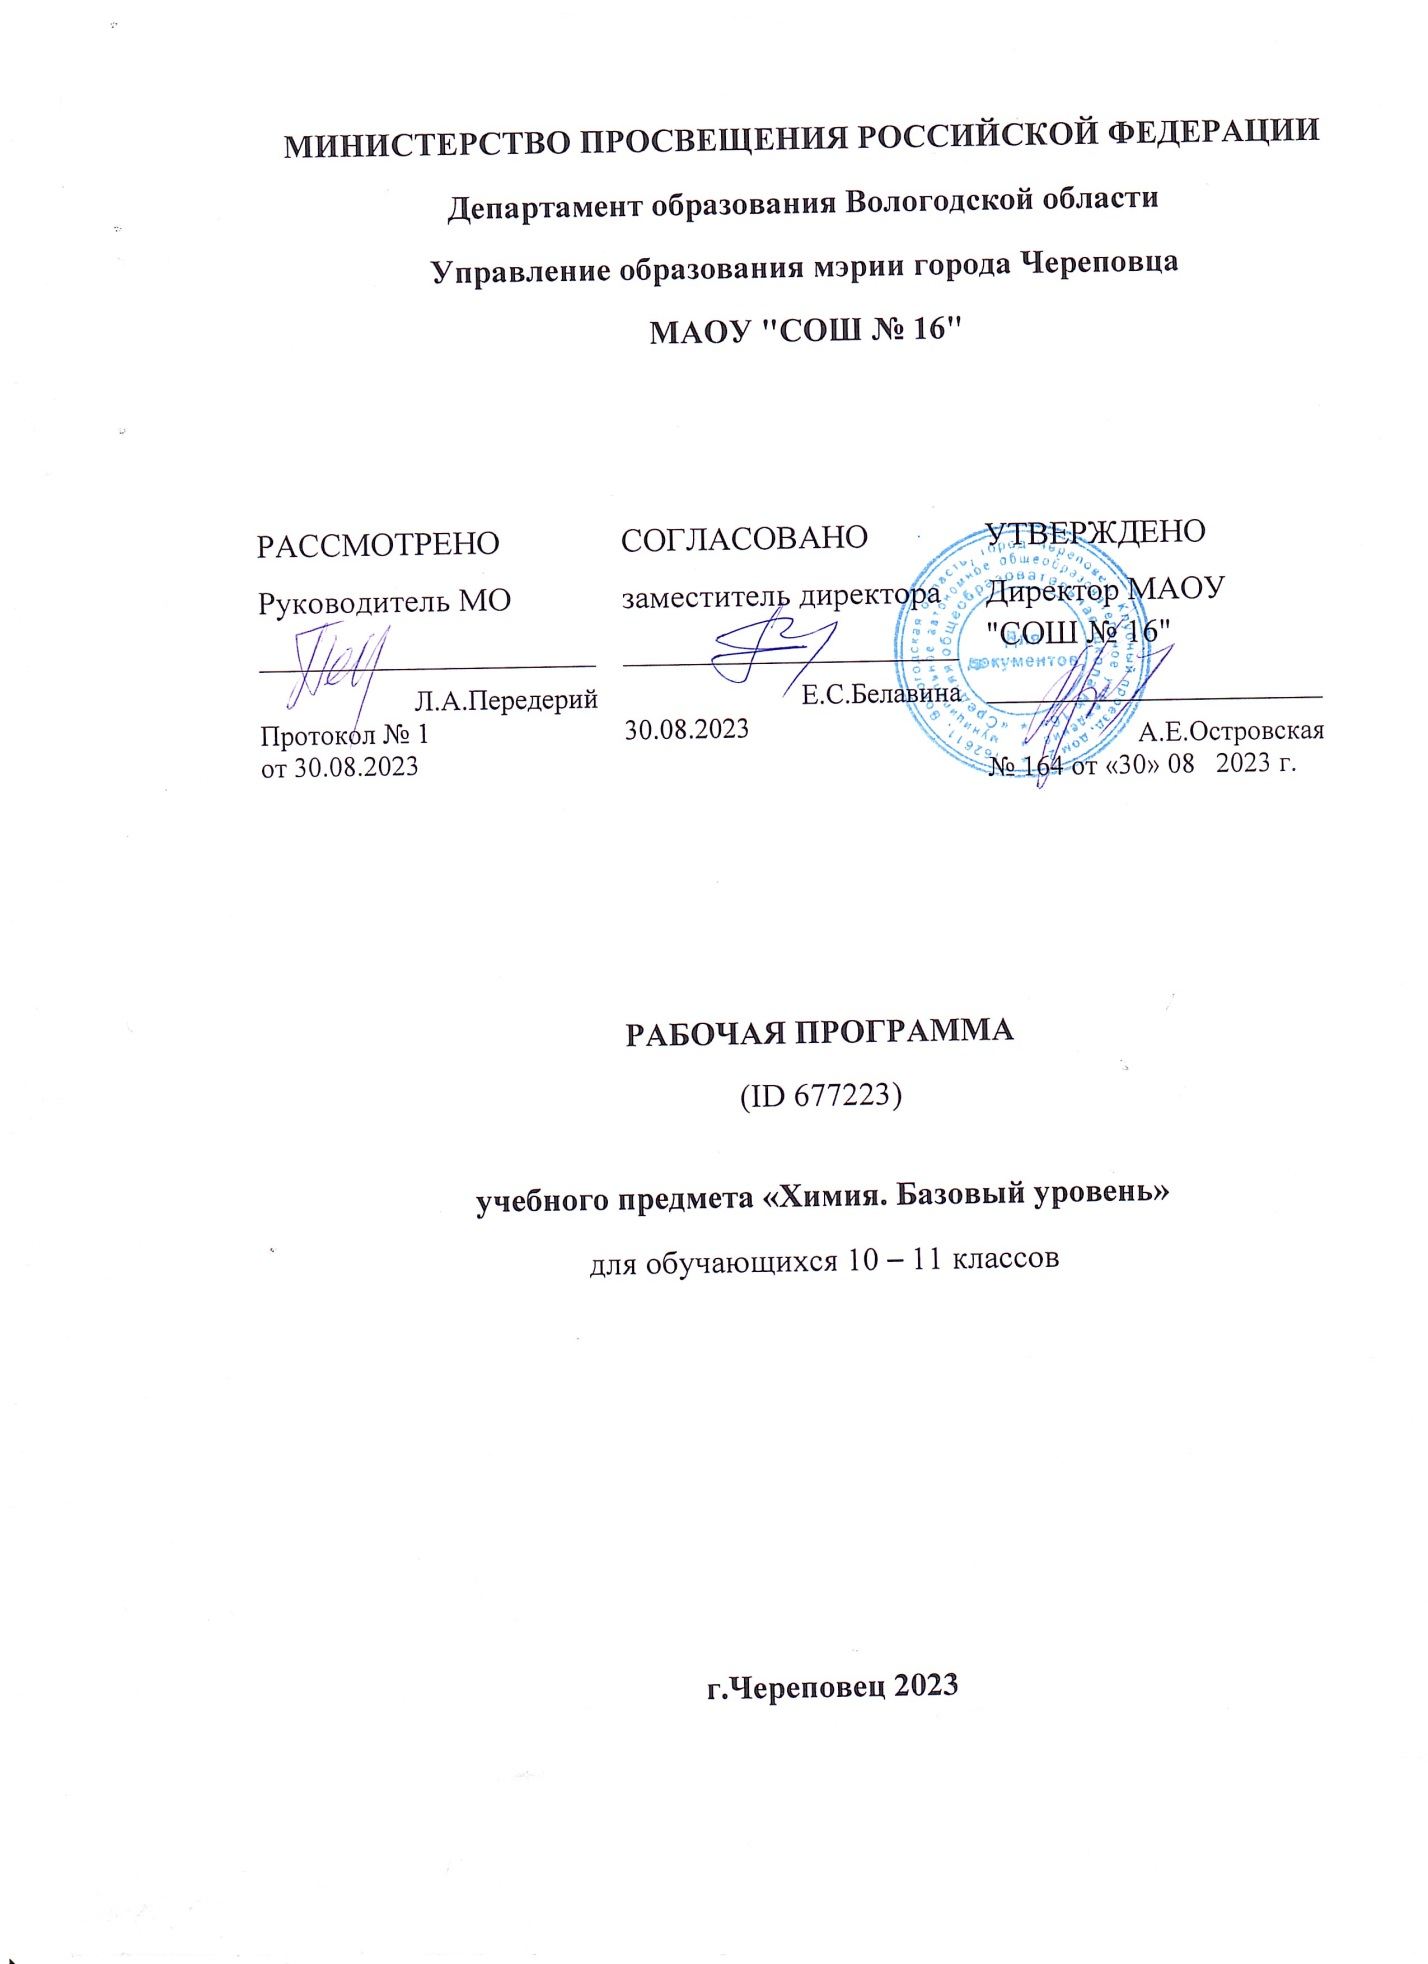 МИНИСТЕРСТВО ПРОСВЕЩЕНИЯ РОССИЙСКОЙ ФЕДЕРАЦИИ
Департамент образования Вологодской области
Управление образования мэрии города Череповца
МАОУ "СОШ № 16"
РАССМОТРЕНО
Руководитель МО
Л.А.Передерий
Протокол № 1
от 30.08.2023
СОГЛАСОВАНО
заместитель директора
Е.С.Белавина
30.08.2023
УТВЕРЖДЕНО
Директор МАОУ
"СОШ № 16"
А.Е.Островская
№ 164 от «30» 08 2023 г.
для
документов
РАБОЧАЯ ПРОГРАММА
(ID 677223)
учебного предмета «Химия. Базовый уровень»
для обучающихся 10 – 11 классов
г.Череповец 2023